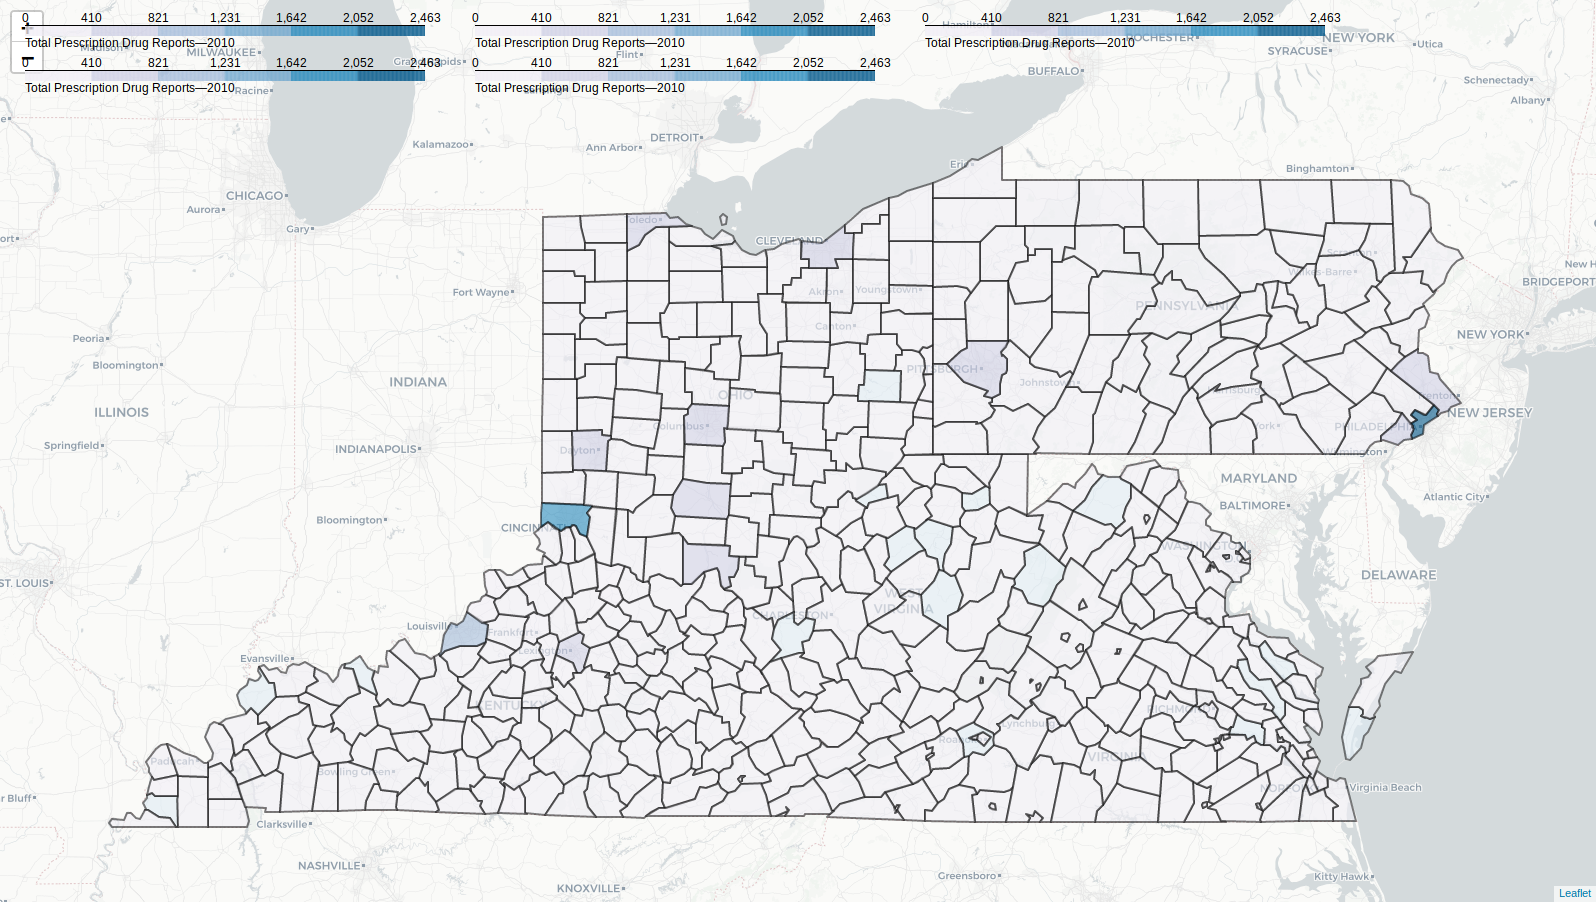 0 410 821 1,231 1,642 2,052 2,463
Total Prescription Drug Reports—2010
0 410 821 1,231 1,642 2,052 2,463
Total Prescription Drug Reports—2010
0 410 821 1,231 1,642 2,052 2,463
Total Prescription Drug Reports—2010
0 410 821 1,231 1,642 2,052 2,463
Total Prescription Drug Reports—2010
0 410 821 1,231 1,642 2,052 2,463
Total Prescription Drug Reports—2010
NEW YORK
Utica
MILWAUKEE
Flint
SYRACUSE
BUFFALO
Schenectady
Racine
Albany
Kalamazoo
Ann Arbor
DETROIT
Erie
Binghamton
CHICAGO
Aurora
Gary
CLEVELAND
Scranton
Wilkes-Barre
BRIDGEPORT
Fort Wayne
Akron
Youngstown
PENNSYLVANIA
Canton
NEW YORK
Peoria
Bloomington
PITTSBURGH
INDIANA
Johnstown
OHIO
ILLINOIS
NEW JERSEY
Columbus
York
PHILADELPHIA
Springfield
INDIANAPOLIS
Dayton
Wilmington
MARYLAND
BALTIMORE
Atlantic City
Bloomington
CINCINNATI
WASHINGTON
ST. LOUIS
DELAWARE
WEST
VIRGINIA
CHARLESTON
Louisville
Frankfort
Lexington
Evansville
KENTUCKY
RICHMOND
Lynchburg
Roanoke
VIRGINIA
Paducah
Bowling Green
NORFOLK
Virginia Beach
Clarksville
NASHVILLE
KNOXVILLE
Greensboro
Kitty Hawk
Leaflet